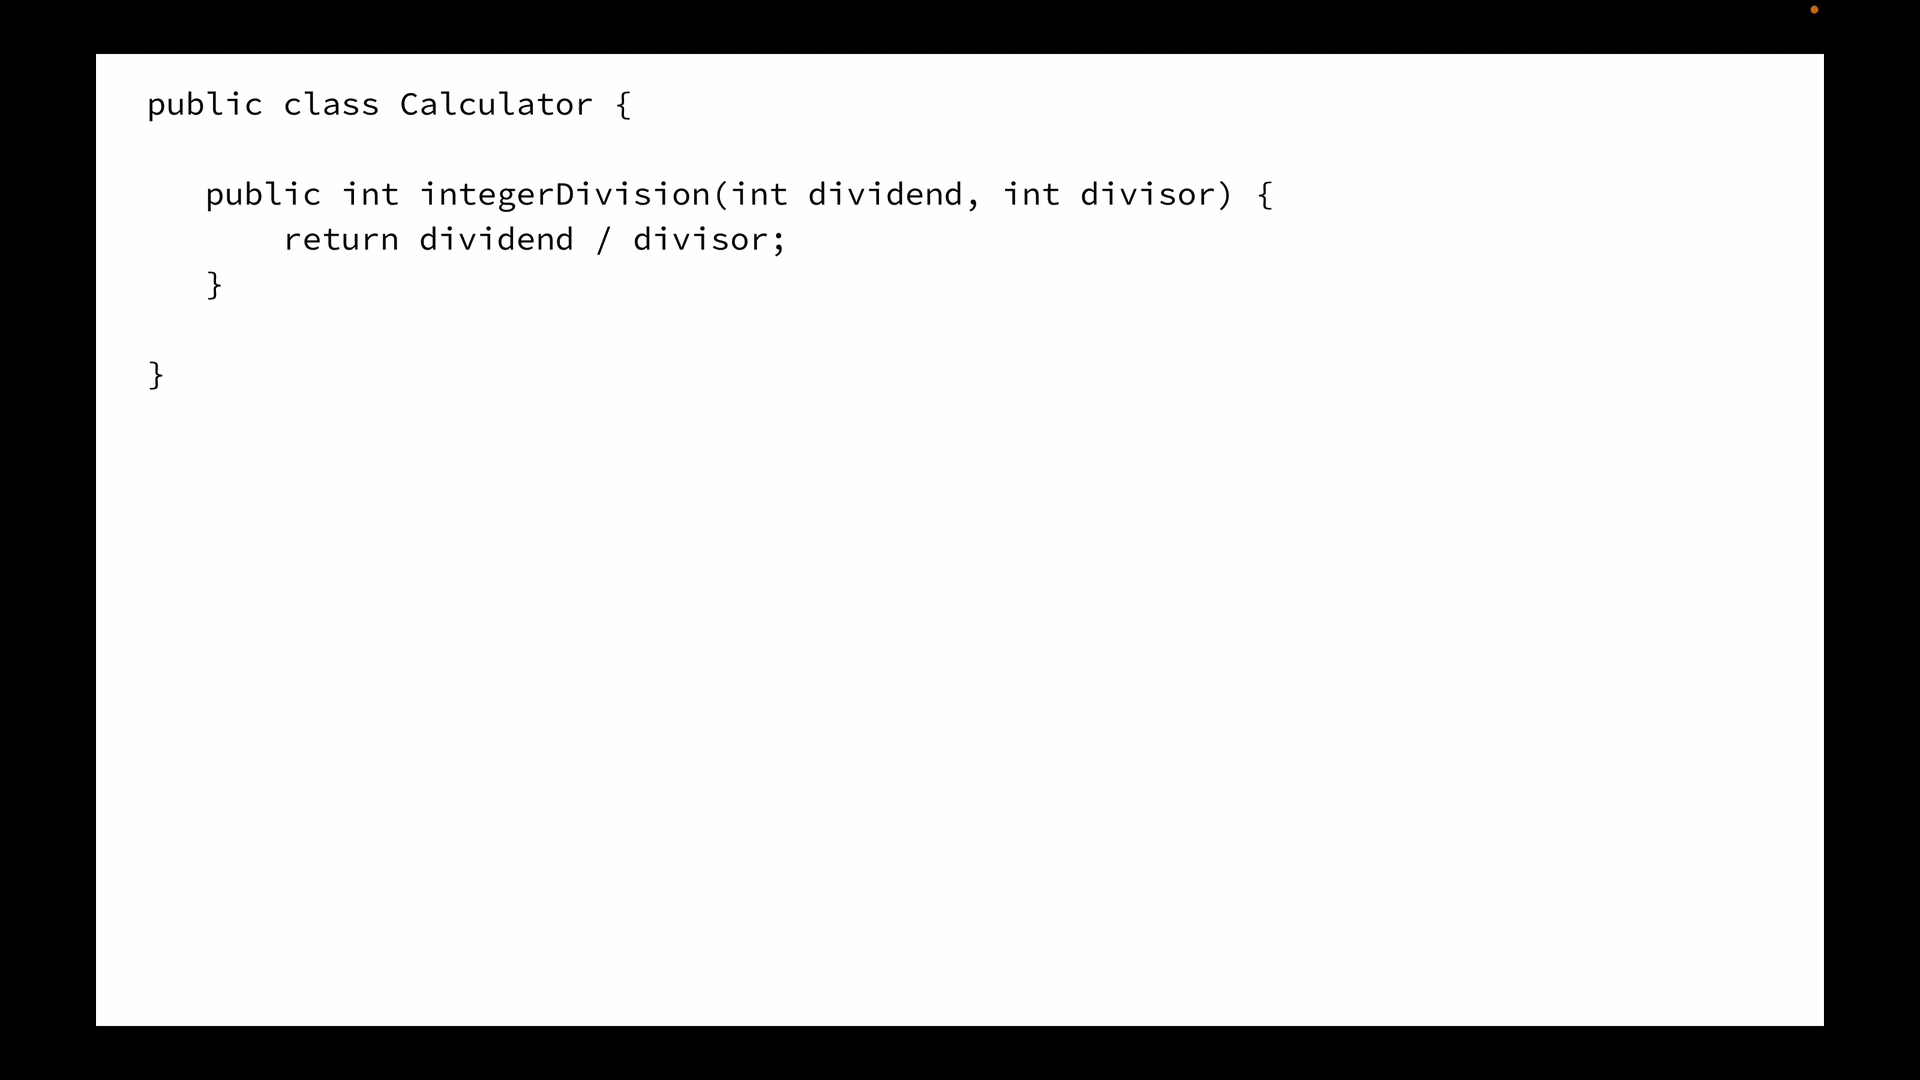 public class Calculator {
public int integerDivision(int dividend, int divisor) {
return dividend / divisor;
}
}